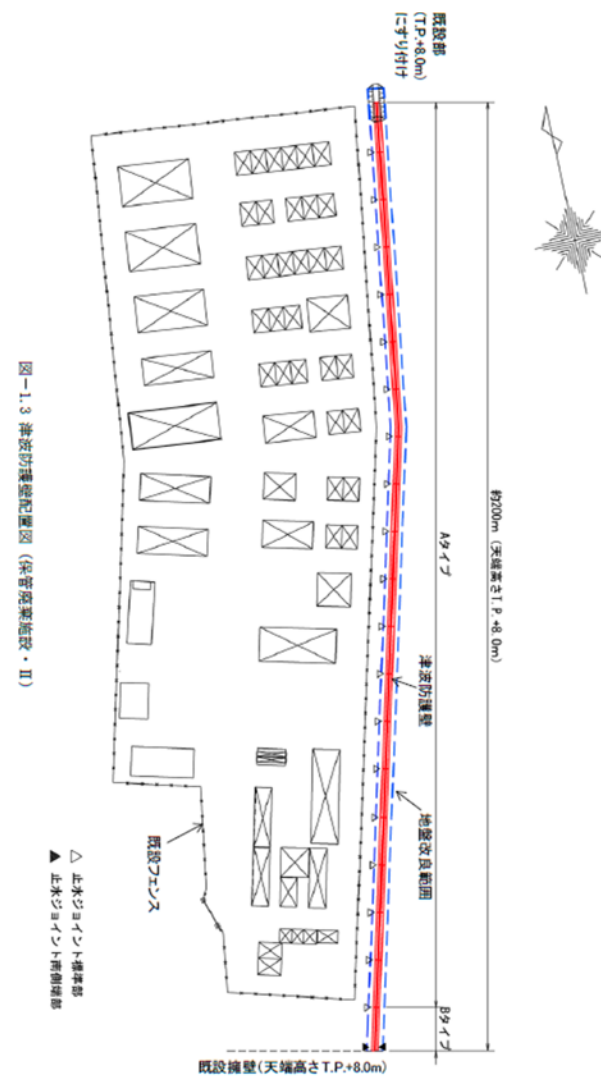 既設部
(T.P.+8.0m)
にすり付け
約200m（天端高さT.P.+8.0m）
Aタイプ
津波防護壁
地盤改良範囲
既設フェンス
Bタイプ
△ 止水ジョイント標準部
▲ 止水ジョイント南側端部
既設擁壁(天端高さT.P.+8.0m)
図－1.3 津波防護壁配置図（保管廃棄施設・Ⅱ）